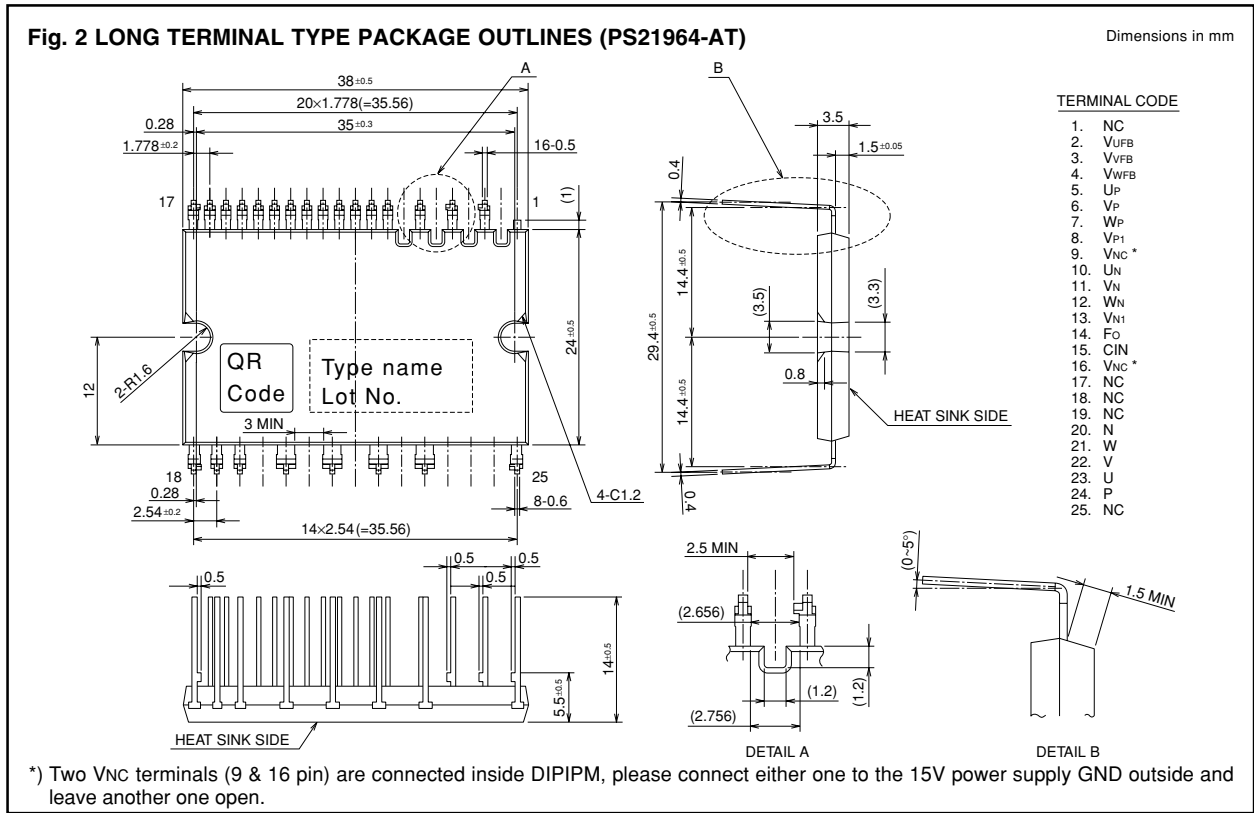 Fig. 2 LONG TERMINAL TYPE PACKAGE OUTLINES (PS21964-AT)
Dimensions in mm
A
B
38±0.5
20×1.778(=35.56)
35±0.3
0.28
1.778±0.2
16-0.5
(1)
17
1
QR
Code
Type name
Lot No.
2-R1.6
12
24±0.5
3 MIN
18
25
0.28
2.54±0.2
14×2.54(=35.56)
8-0.6
4-C1.2
3.5
1.5±0.05
0.4
14.4±0.5
29.4±0.5
14.4±0.5
(3.5)
(3.3)
0.8
0.4
HEAT SINK SIDE
TERMINAL CODE
1. NC
2. VUFB
3. VVFB
4. VWFB
5. UP
6. VP
7. WP
8. VP1
9. VNC *
10. UN
11. VN
12. WN
13. VN1
14. FO
15. CIN
16. VNC *
17. NC
18. NC
19. NC
20. N
21. W
22. V
23. U
24. P
25. NC
0.5
0.5
0.5
0.5
14±0.5
5.5±0.5
HEAT SINK SIDE
2.5 MIN
(2.656)
(1.2)
(1.2)
(2.756)
DETAIL A
(0~5°)
1.5 MIN
DETAIL B
*) Two VNC terminals (9 & 16 pin) are connected inside DIPIPM, please connect either one to the 15V power supply GND outside and
leave another one open.